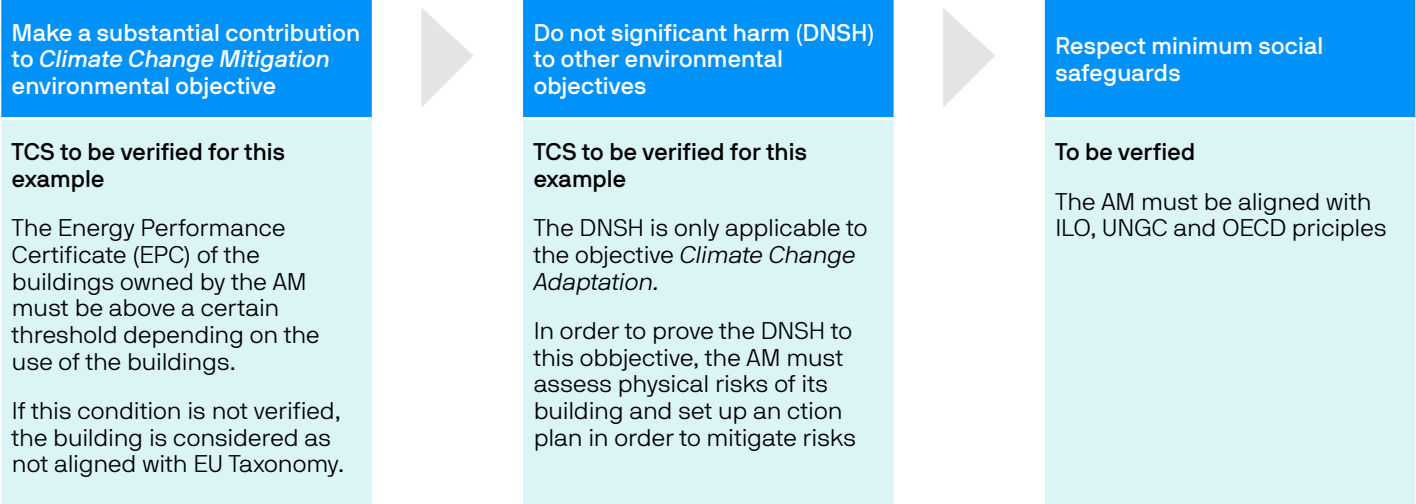 Make a substantial contribution
to Climate Change Mitigation
environmental objective
TCS to be verified for this
example
The Energy Performance
Certificate (EPC) of the
buildings owned by the AM
must be above a certain
threshold depending on the
use of the buildings.
If this condition is not verified,
the building is considered as
not aligned with EU Taxonomy.
Do not significant harm (DNSH)
to other environmental
objectives
TCS to be verified for this
example
The DNSH is only applicable to
the objective Climate Change
Adaptation.
In order to prove the DNSH to
this obbjective, the AM must
assess physical risks of its
building and set up an ction
plan in order to mitigate risks
Respect minimum social
safeguards
To be verfied
The AM must be aligned with
ILO, UNGC and OECD priciples